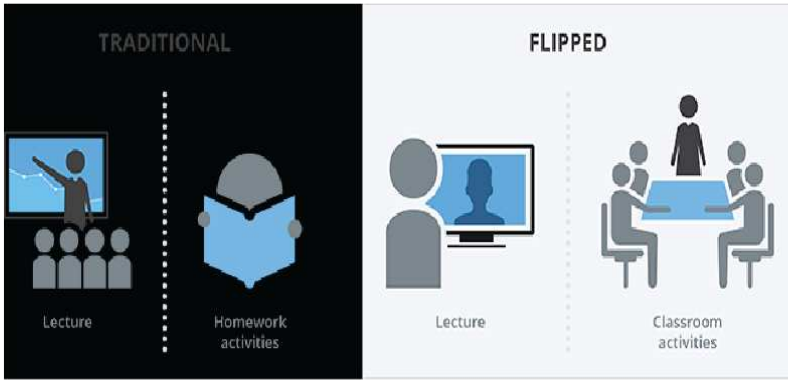 TRADITIONAL
Lecture
Homework
activities
FLIPPED
Lecture
Classroom
activities